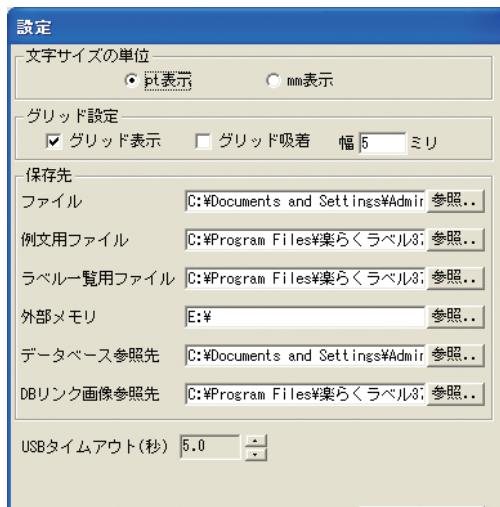 設定
文字サイズの単位
pt表示 mm表示
グリッド設定
グリッド表示 グリッド吸着 幅 5 ミリ
保存先
ファイル C:¥Documents and Settings¥Admin 参照..
例文用ファイル C:¥Program Files¥楽らくラベル37 参照..
ラベル一覧用ファイル C:¥Program Files¥楽らくラベル37 参照..
外部メモリ E:¥ 参照..
データベース参照先 C:¥Documents and Settings¥Admin 参照..
DBリンク画像参照先 C:¥Program Files¥楽らくラベル37 参照..
USBタイムアウト(秒) 5.0